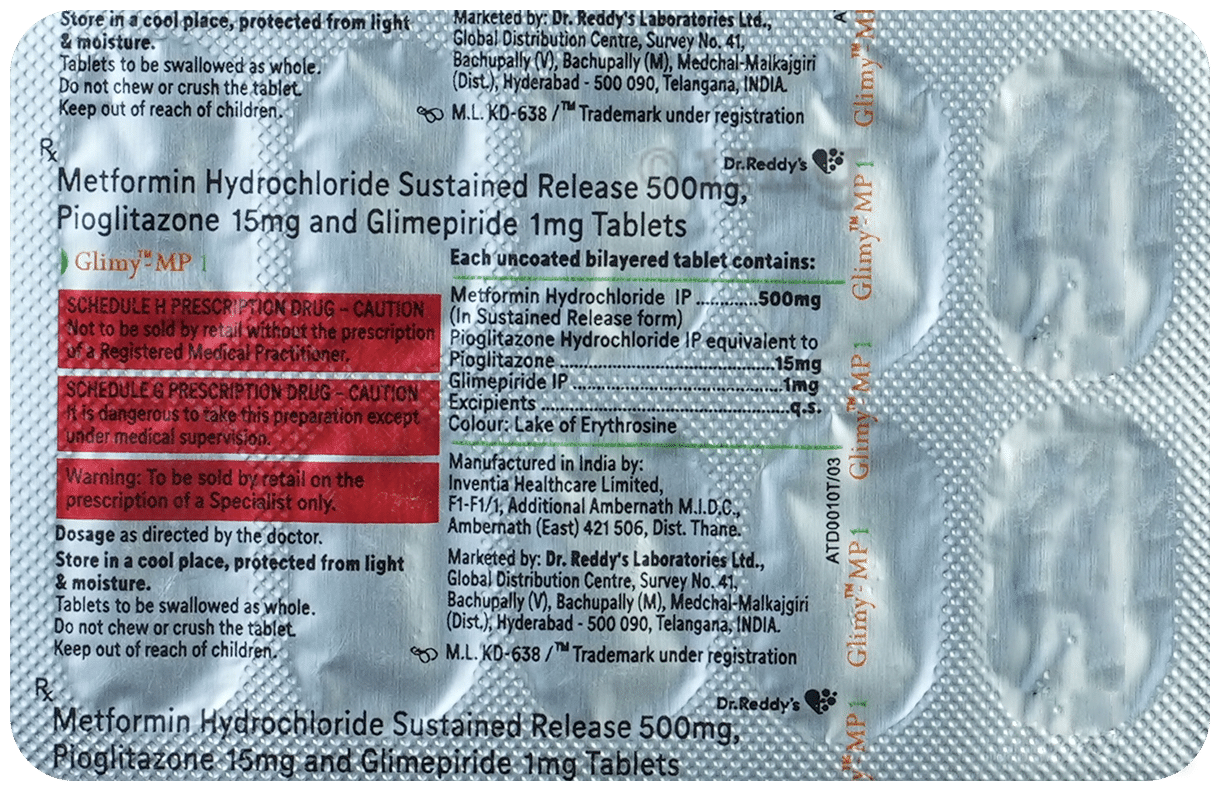 Store in a cool place, protected from light
& moisture.
Tablets to be swallowed as whole.
Do not chew or crush the tablet.
Keep out of reach of children.
Marketed by: Dr. Reddy's Laboratories Ltd.,
Global Distribution Centre, Survey No. 41,
Bachupally (V), Bachupally (M), Medchal-Malkajgiri
(Dist.), Hyderabad - 500 090, Telangana, INDIA.
M.L. KD-638 /™ Trademark under registration
Dr.Reddy's
Rx
Metformin Hydrochloride Sustained Release 500mg,
Pioglitazone 15mg and Glimepiride 1mg Tablets
Glimy™-MP 1
SCHEDULE H PRESCRIPTION DRUG - CAUTION
Not to be sold by retail without the prescription
of a Registered Medical Practitioner.
SCHEDULE G PRESCRIPTION DRUG - CAUTION
It is dangerous to take this preparation except
under medical supervision.
Warning: To be sold by retail on the
prescription of a Specialist only.
Dosage as directed by the doctor.
Store in a cool place, protected from light
& moisture.
Tablets to be swallowed as whole.
Do not chew or crush the tablet.
Keep out of reach of children.
Each uncoated bilayered tablet contains:
Metformin Hydrochloride IP ............500mg
(In Sustained Release form)
Pioglitazone Hydrochloride IP equivalent to
Pioglitazone ..........................................15mg
Glimepiride IP .........................................1mg
Excipients ...............................................q.s.
Colour: Lake of Erythrosine
Manufactured in India by:
Inventia Healthcare Limited,
F1-F1/1, Additional Ambernath M.I.D.C.,
Ambernath (East) 421 506, Dist. Thane.
Marketed by: Dr. Reddy's Laboratories Ltd.,
Global Distribution Centre, Survey No. 41,
Bachupally (V), Bachupally (M), Medchal-Malkajgiri
(Dist.), Hyderabad - 500 090, Telangana, INDIA.
M.L. KD-638 /™ Trademark under registration
Dr.Reddy's
Rx
Metformin Hydrochloride Sustained Release 500mg,
Pioglitazone 15mg and Glimepiride 1mg Tablets
ATD0010T/03
Glimy™-MP 1
Glimy™-MP 1
Glimy™-MP 1
Glimy™-MP 1
™-MP 1